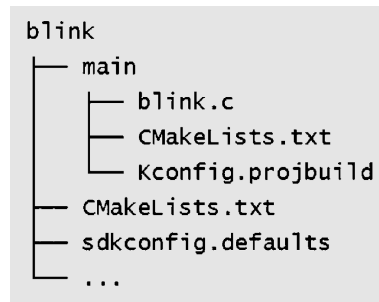 blink
├── main
│   ├── blink.c
│   ├── CMakeLists.txt
│   └── Kconfig.projbuild
├── CMakeLists.txt
├── sdkconfig.defaults
└── ...